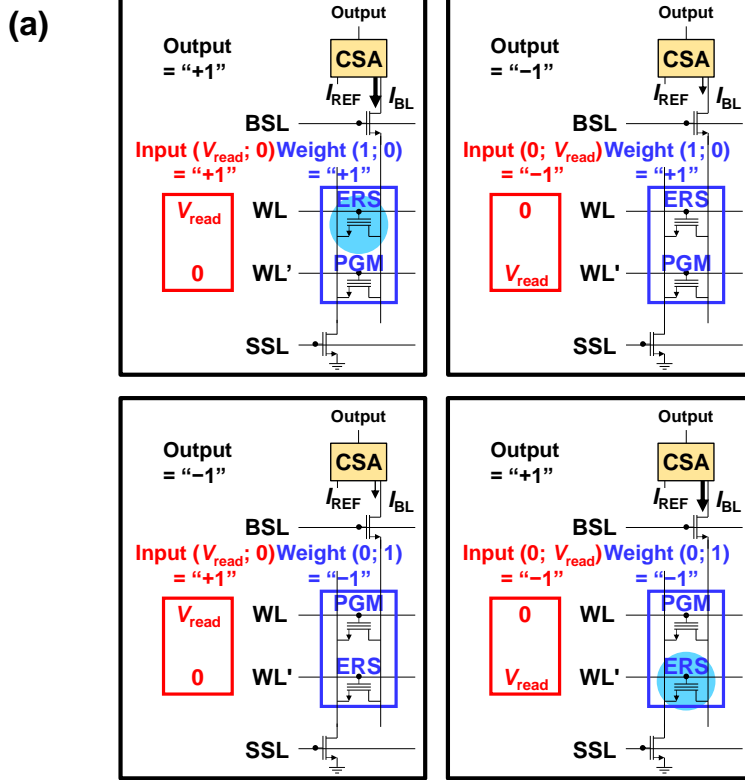 (a)
Output
Output
= “+1”
CSA
I_REF
I_BL
BSL
Input (V_read; 0) Weight (1; 0)
= “+1” = “+1”
ERS
V_read WL
PGM
0 WL’
SSL
Output
Output
= “−1”
CSA
I_REF
I_BL
BSL
Input (0; V_read) Weight (1; 0)
= “−1” = “+1”
ERS
0 WL
PGM
V_read WL'
SSL
Output
Output
= “−1”
CSA
I_REF
I_BL
BSL
Input (V_read; 0) Weight (0; 1)
= “+1” = “−1”
PGM
V_read WL
ERS
0 WL'
SSL
Output
Output
= “+1”
CSA
I_REF
I_BL
BSL
Input (0; V_read) Weight (0; 1)
= “−1” = “−1”
PGM
0 WL
ERS
V_read WL'
SSL